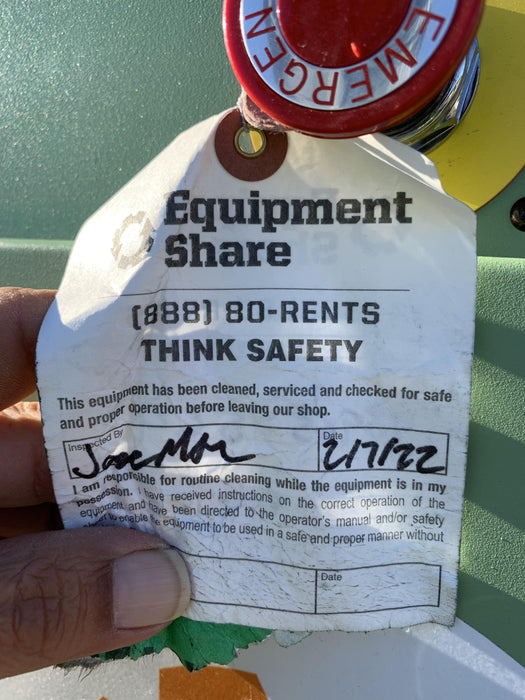 EMERGEN
Equipment
Share
(888) 80-RENTS
THINK SAFETY
This equipment has been cleaned, serviced and checked for safe
and proper operation before leaving our shop.
Inspected By
Date
2/7/22
I am responsible for routine cleaning while the equipment is in my
possession. I have received instructions on the correct operation of the
equipment and have been directed to the operator's manual and/or safety
to enable the equipment to be used in a safe and proper manner without
Date